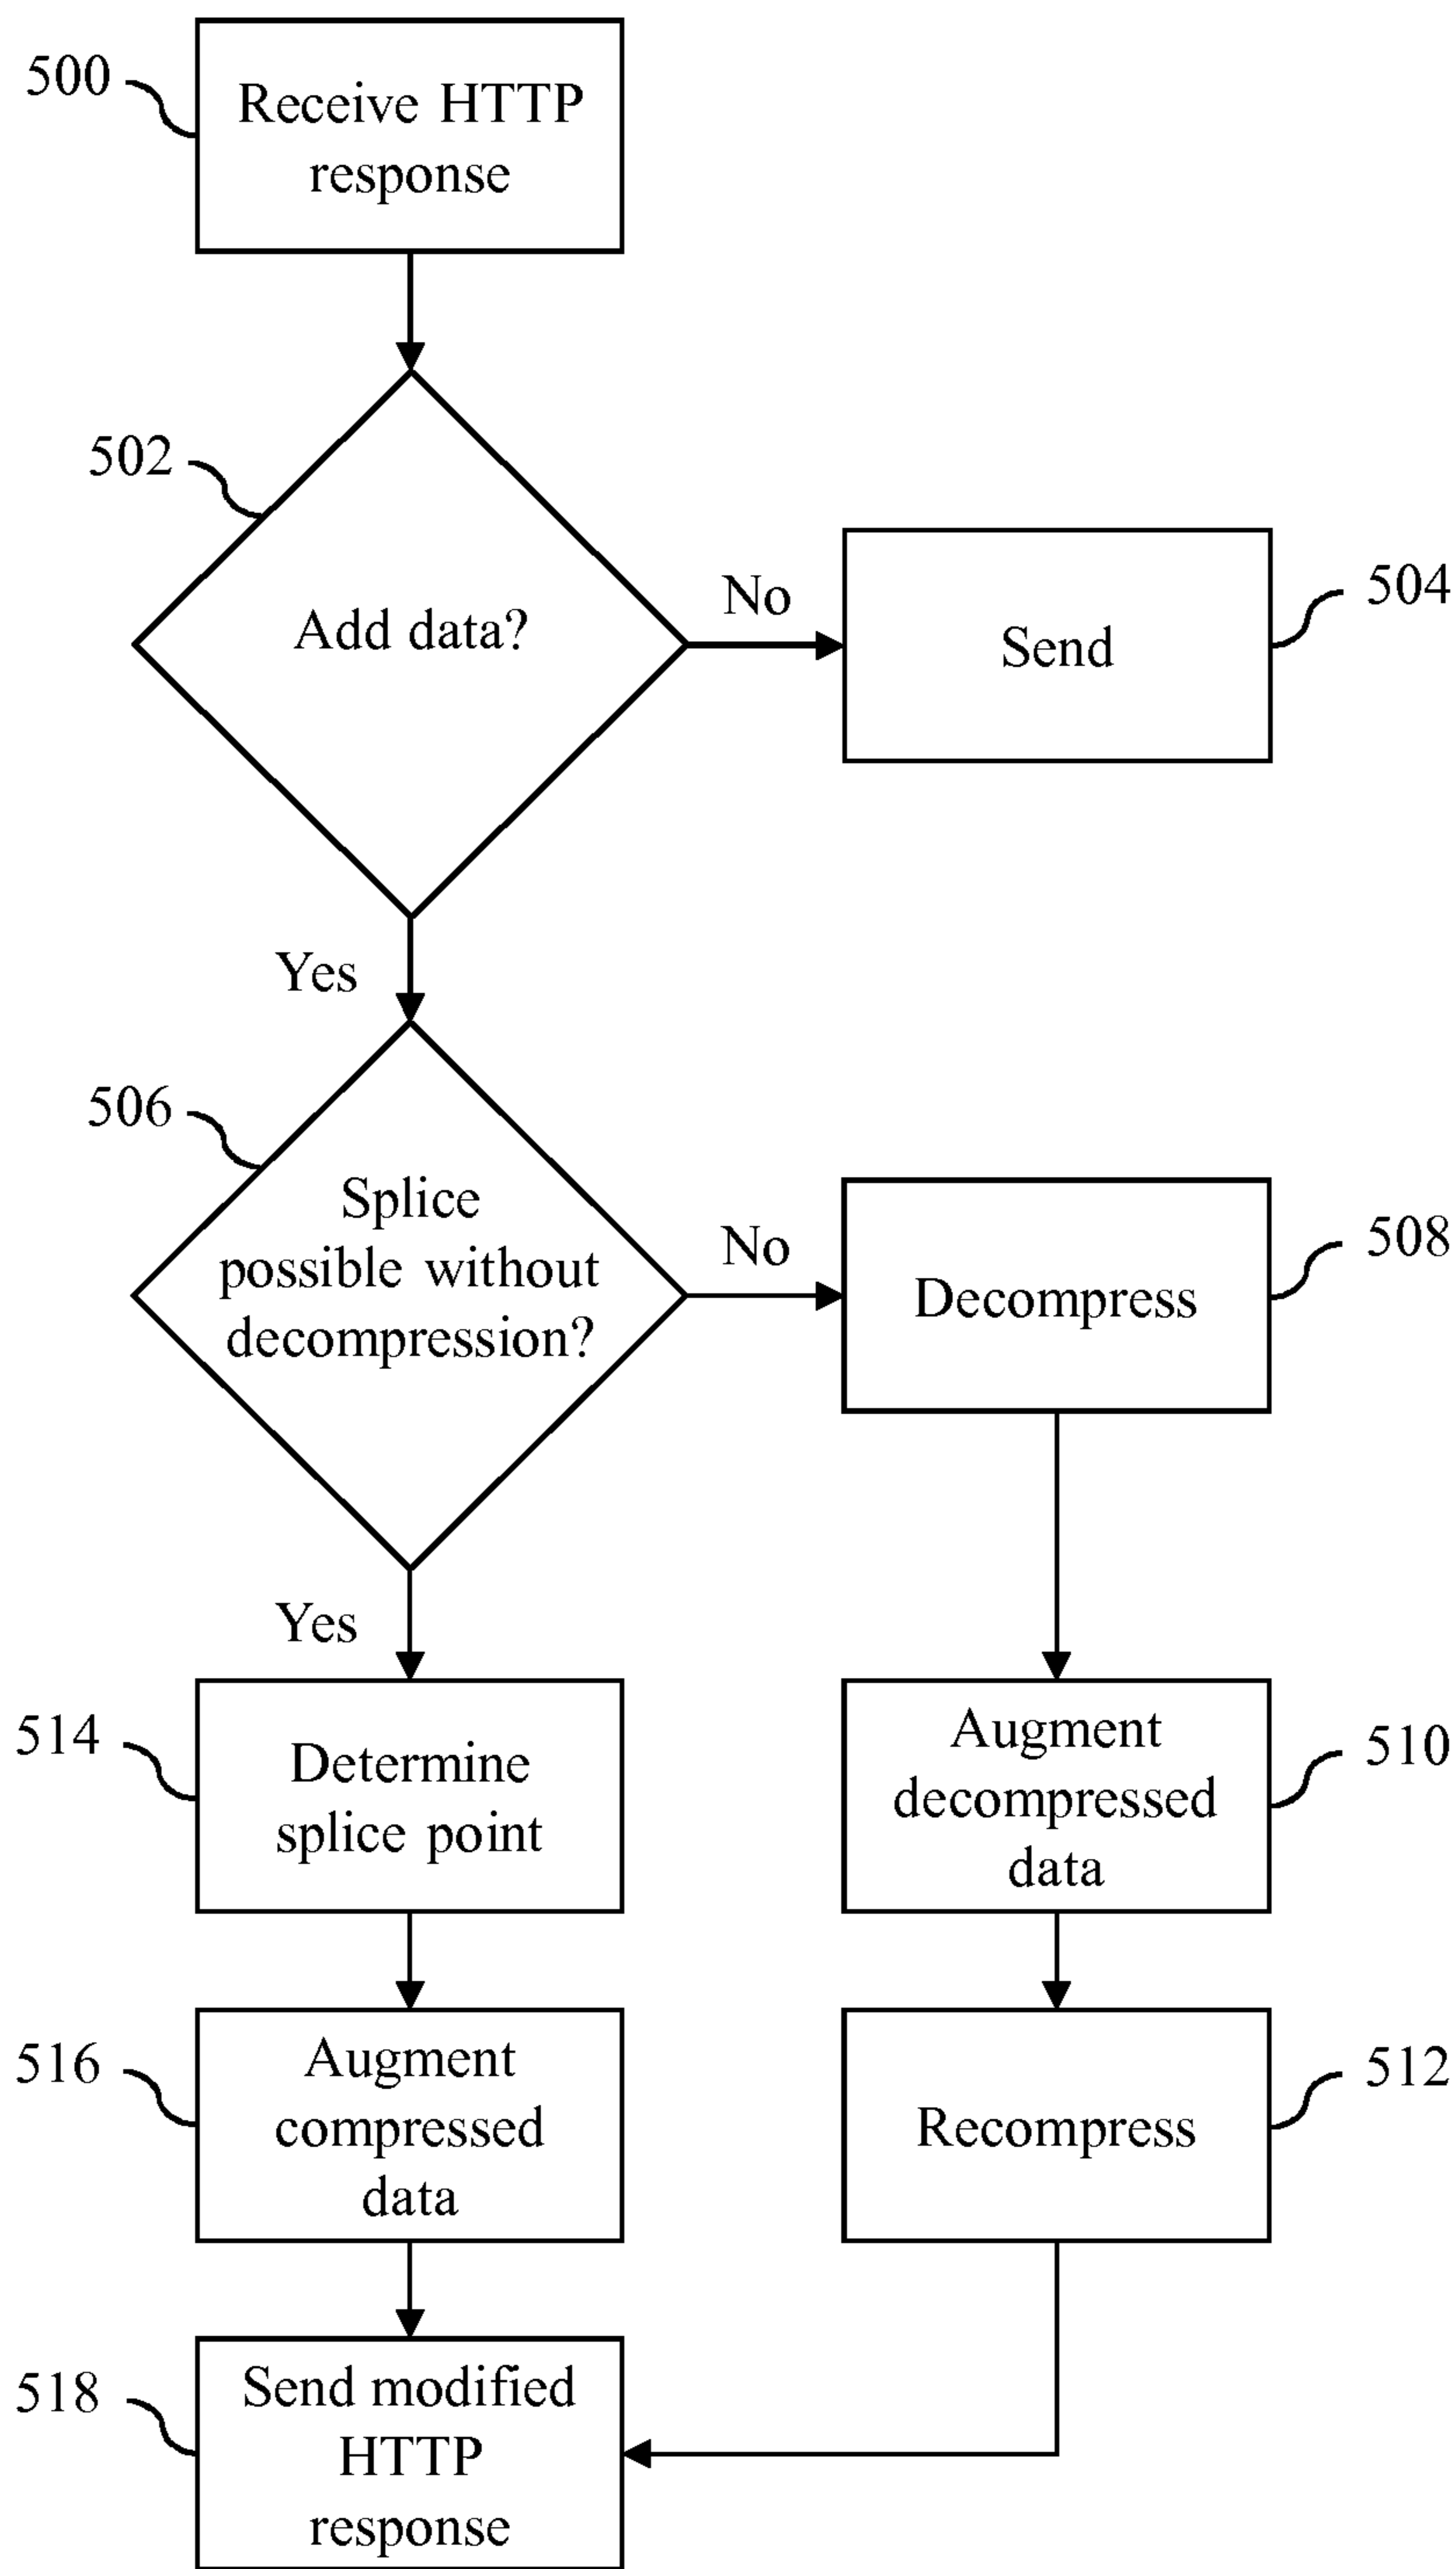 500
Receive HTTP
response
502
Add data?
No
Send
504
Yes
506
Splice
possible without
decompression?
No
Decompress
508
Yes
514
Determine
splice point
Augment
decompressed
data
510
516
Augment
compressed
data
Recompress
512
518
Send modified
HTTP
response